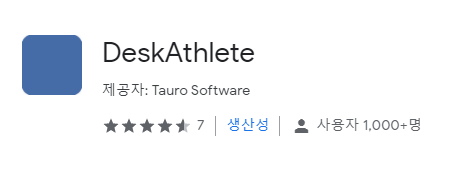 DeskAthlete
제공자: Tauro Software
7 생산성 사용자 1,000+명